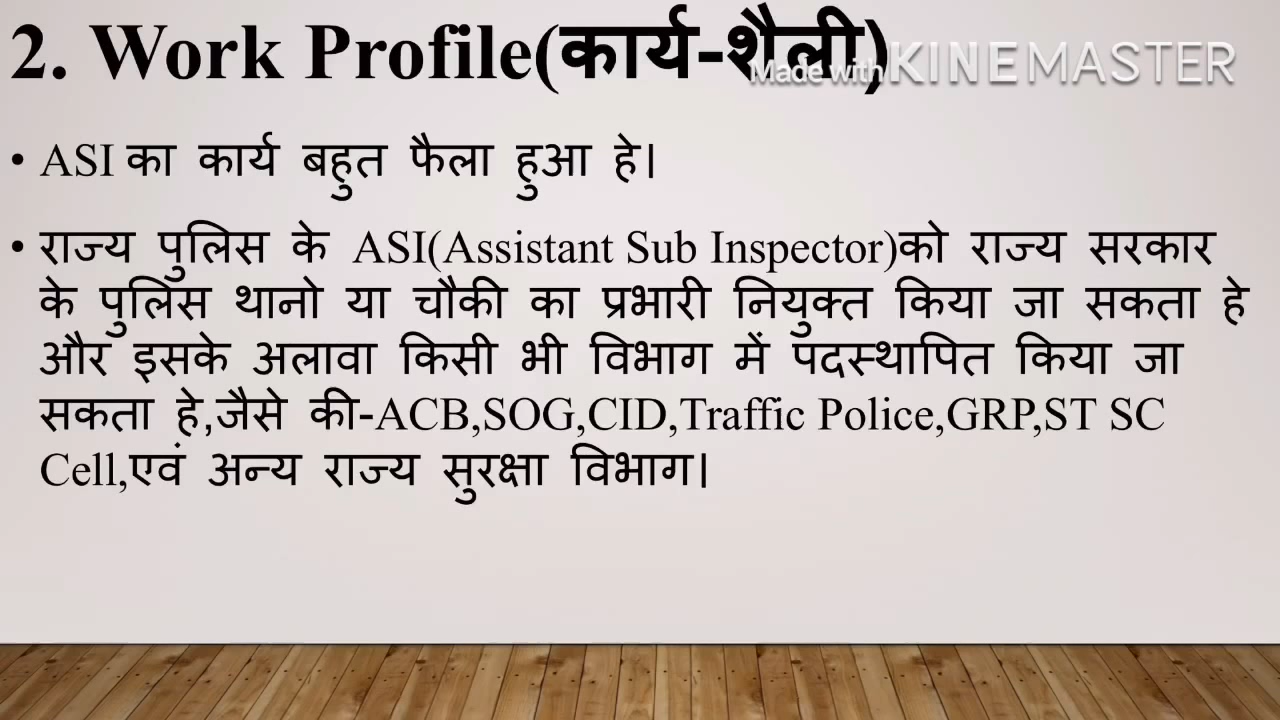 2. Work Profile(कार्य-शैली)
Made with KINEMASTER
• ASI का कार्य बहुत फैला हुआ हे।
• राज्य पुलिस के ASI(Assistant Sub Inspector)को राज्य सरकार
के पुलिस थानो या चौकी का प्रभारी नियुक्त किया जा सकता हे
और इसके अलावा किसी भी विभाग में पदस्थापित किया जा
सकता हे,जैसे की-ACB,SOG,CID,Traffic Police,GRP,ST SC
Cell,एवं अन्य राज्य सुरक्षा विभाग।